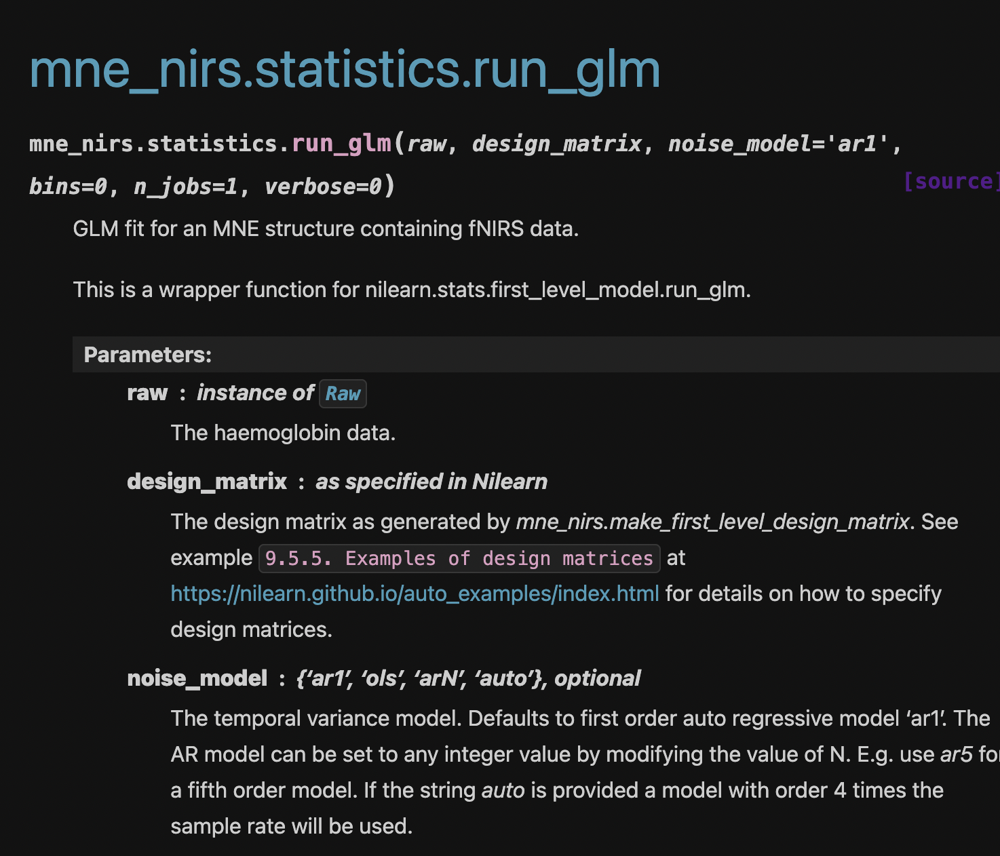 mne_nirs.statistics.run_glm
mne_nirs.statistics.run_glm(raw, design_matrix, noise_model='ar1',
bins=0, n_jobs=1, verbose=0)
[source]
GLM fit for an MNE structure containing fNIRS data.
This is a wrapper function for nilearn.stats.first_level_model.run_glm.
Parameters:
raw : instance of Raw
The haemoglobin data.
design_matrix : as specified in Nilearn
The design matrix as generated by mne_nirs.make_first_level_design_matrix. See
example 9.5.5. Examples of design matrices at
https://nilearn.github.io/auto_examples/index.html for details on how to specify
design matrices.
noise_model : {‘ar1’, ‘ols’, ‘arN’, ‘auto’}, optional
The temporal variance model. Defaults to first order auto regressive model ‘ar1’. The
AR model can be set to any integer value by modifying the value of N. E.g. use ar5 for
a fifth order model. If the string auto is provided a model with order 4 times the
sample rate will be used.